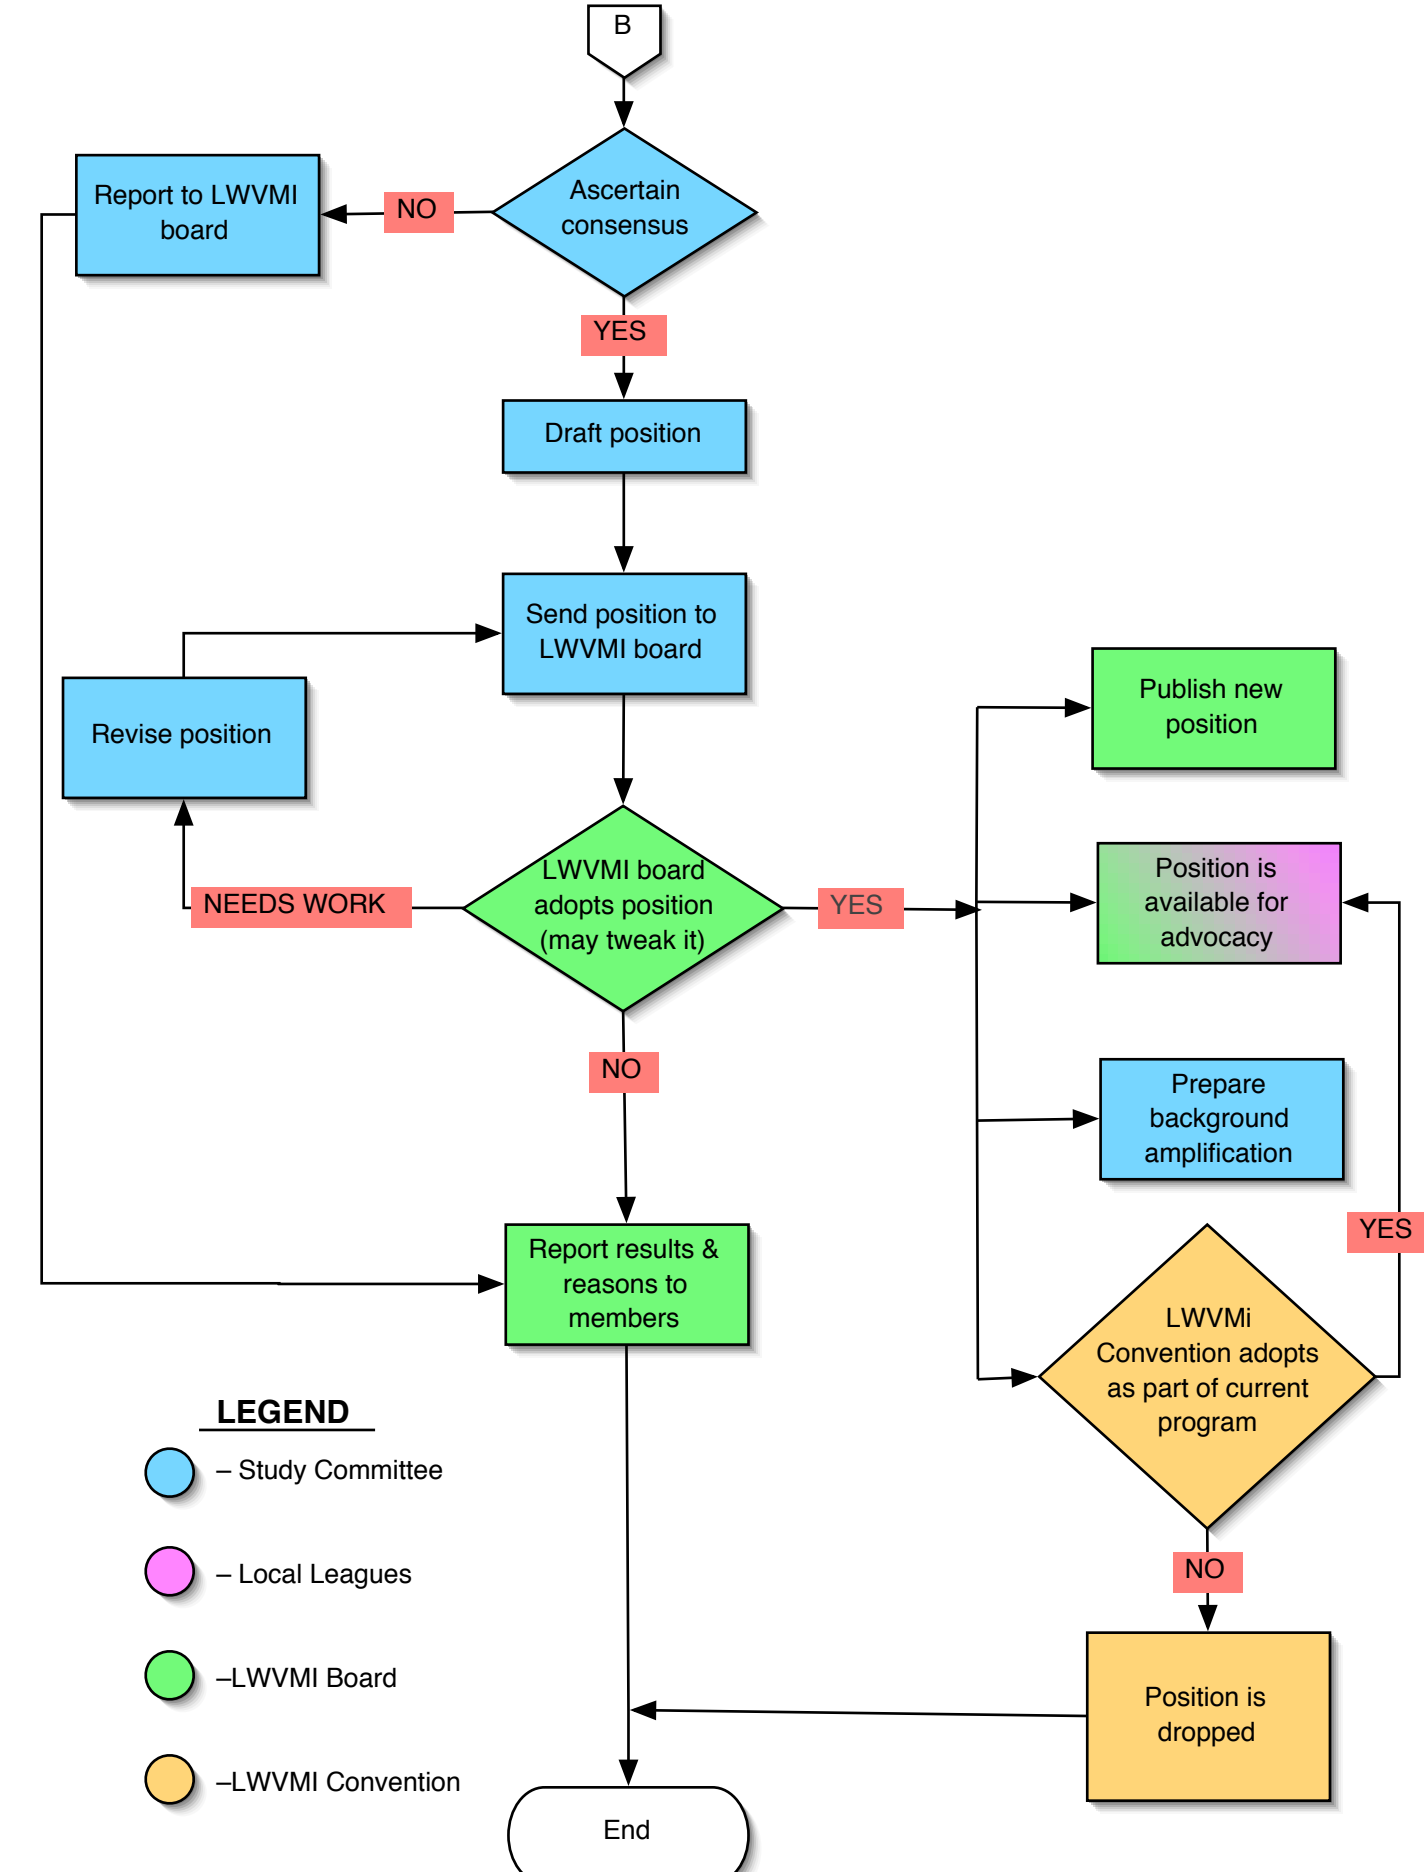 B
Ascertain
consensus
NO
Report to LWVMI
board
YES
Draft position
Send position to
LWVMI board
Revise position
Publish new
position
LWVMI board
adopts position
(may tweak it)
NEEDS WORK
YES
Position is
available for
advocacy
NO
Prepare
background
amplification
YES
Report results &
reasons to
members
LWVMi
Convention adopts
as part of current
program
LEGEND
– Study Committee
– Local Leagues
–LWVMI Board
–LWVMI Convention
NO
Position is
dropped
End